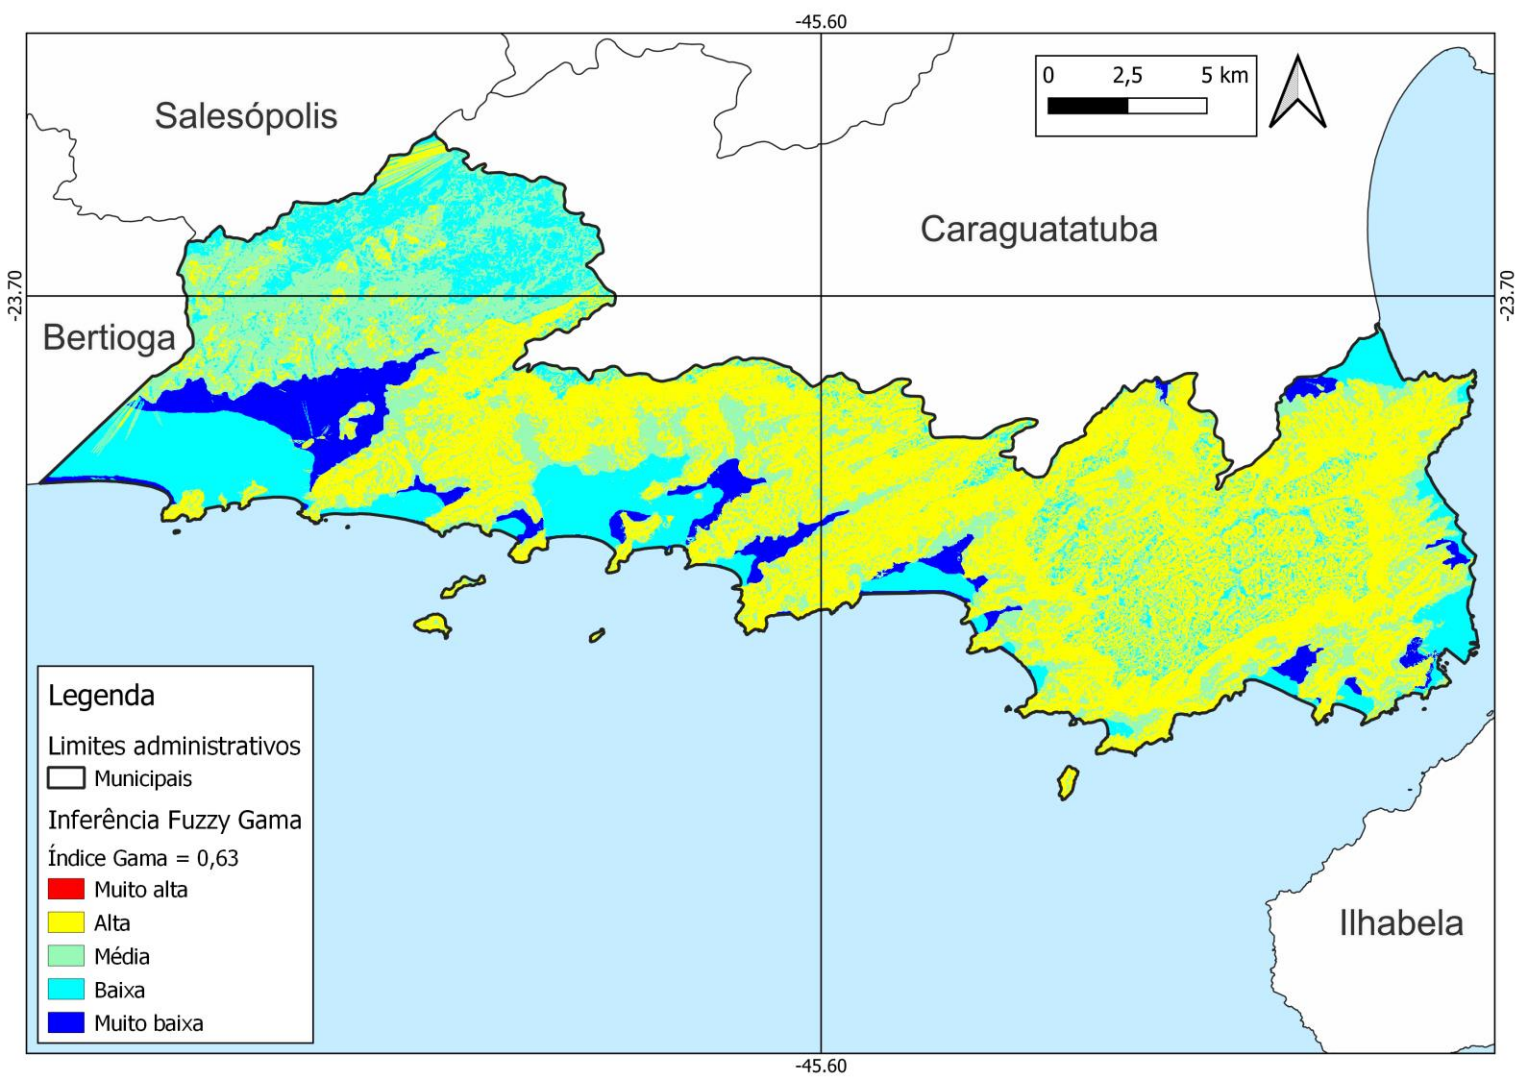 -45.60
0 2,5 5 km
Salesópolis
Caraguatatuba
-23.70
-23.70
Bertioga
Legenda
Limites administrativos
Municipais
Inferência Fuzzy Gama
Índice Gama = 0,63
Muito alta
Alta
Média
Baixa
Muito baixa
Ilhabela
-45.60